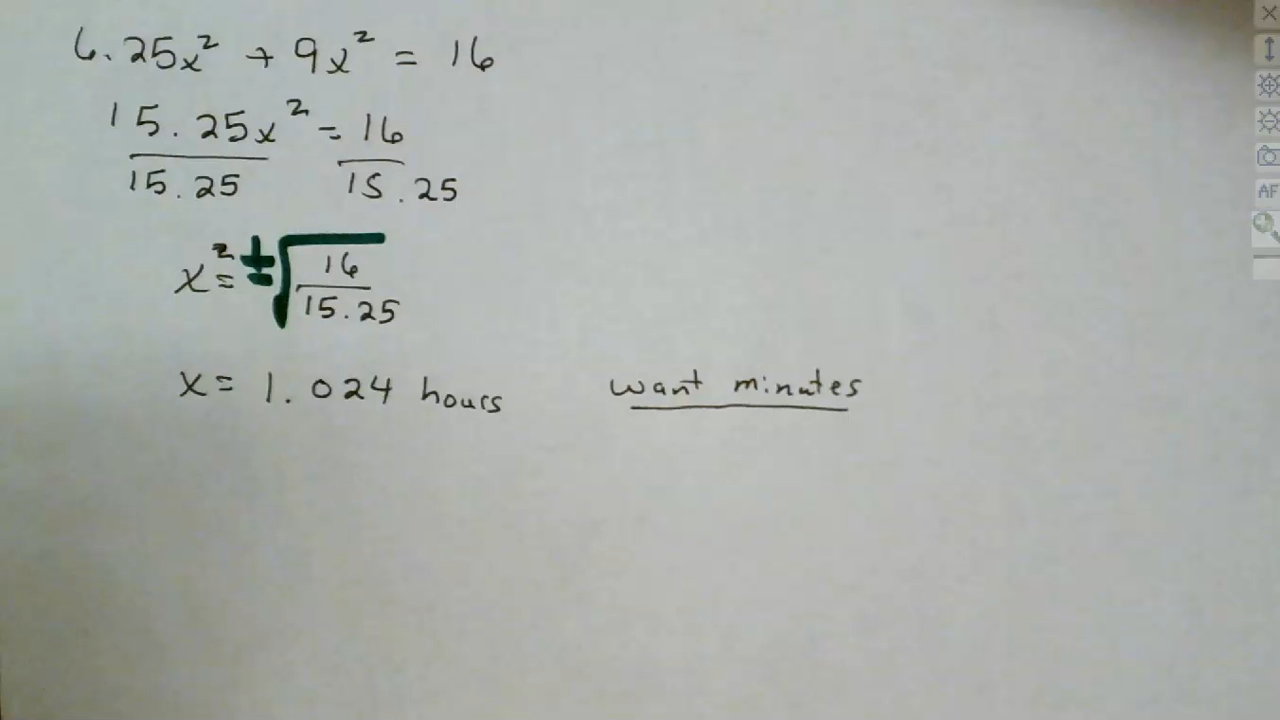 6.25x² + 9x² = 16
15.25x² = 16
15.25 15.25
x² = ± √ 16
15.25
x = 1.024 hours want minutes
AF